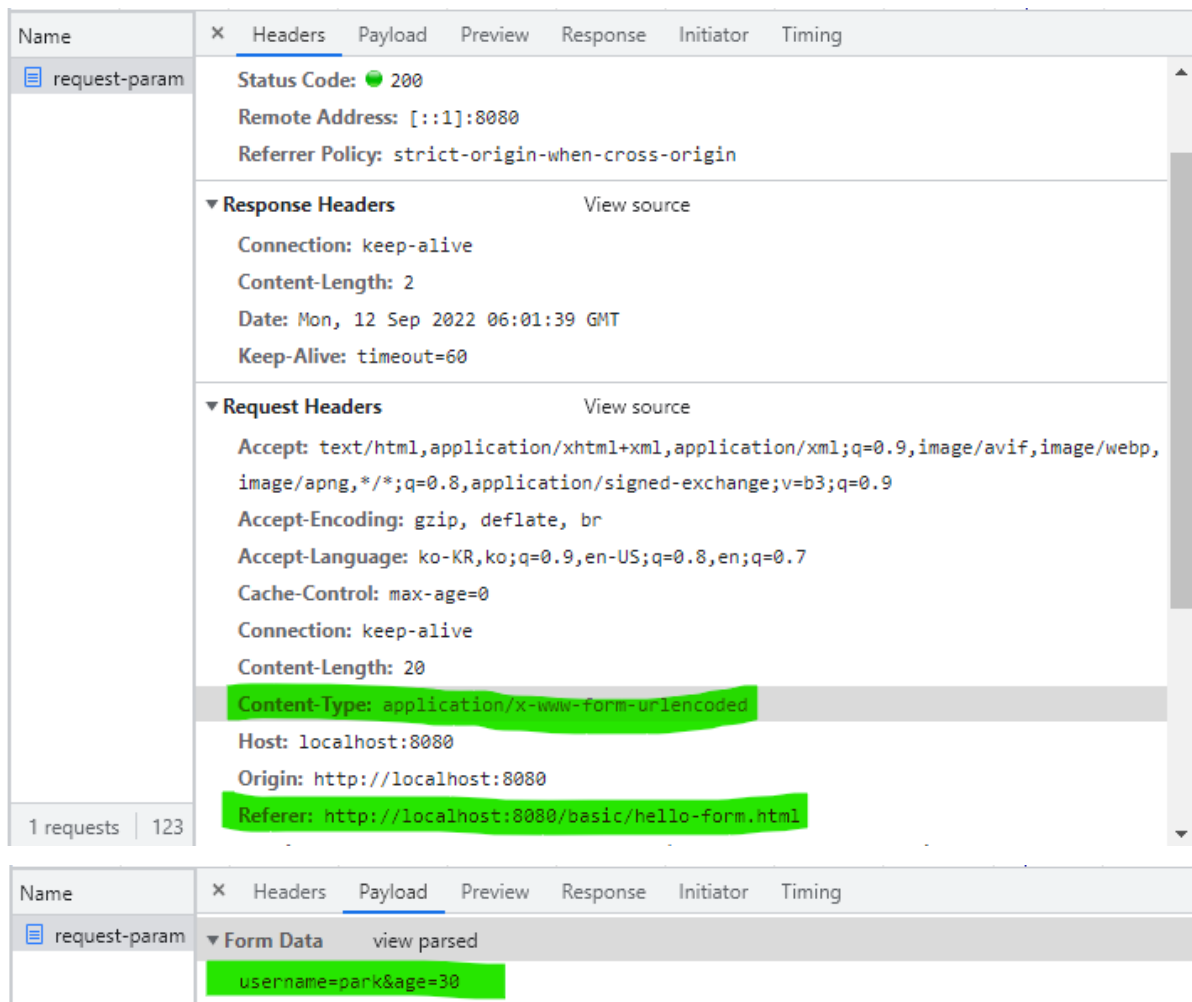 Name
× Headers Payload Preview Response Initiator Timing
request-param
Status Code: 200
Remote Address: [::1]:8080
Referrer Policy: strict-origin-when-cross-origin
▼ Response Headers View source
Connection: keep-alive
Content-Length: 2
Date: Mon, 12 Sep 2022 06:01:39 GMT
Keep-Alive: timeout=60
▼ Request Headers View source
Accept: text/html,application/xhtml+xml,application/xml;q=0.9,image/avif,image/webp,
image/apng,*/*;q=0.8,application/signed-exchange;v=b3;q=0.9
Accept-Encoding: gzip, deflate, br
Accept-Language: ko-KR,ko;q=0.9,en-US;q=0.8,en;q=0.7
Cache-Control: max-age=0
Connection: keep-alive
Content-Length: 20
Content-Type: application/x-www-form-urlencoded
Host: localhost:8080
Origin: http://localhost:8080
Referer: http://localhost:8080/basic/hello-form.html
1 requests 123
Name
× Headers Payload Preview Response Initiator Timing
request-param
▼ Form Data view parsed
username=park&age=30